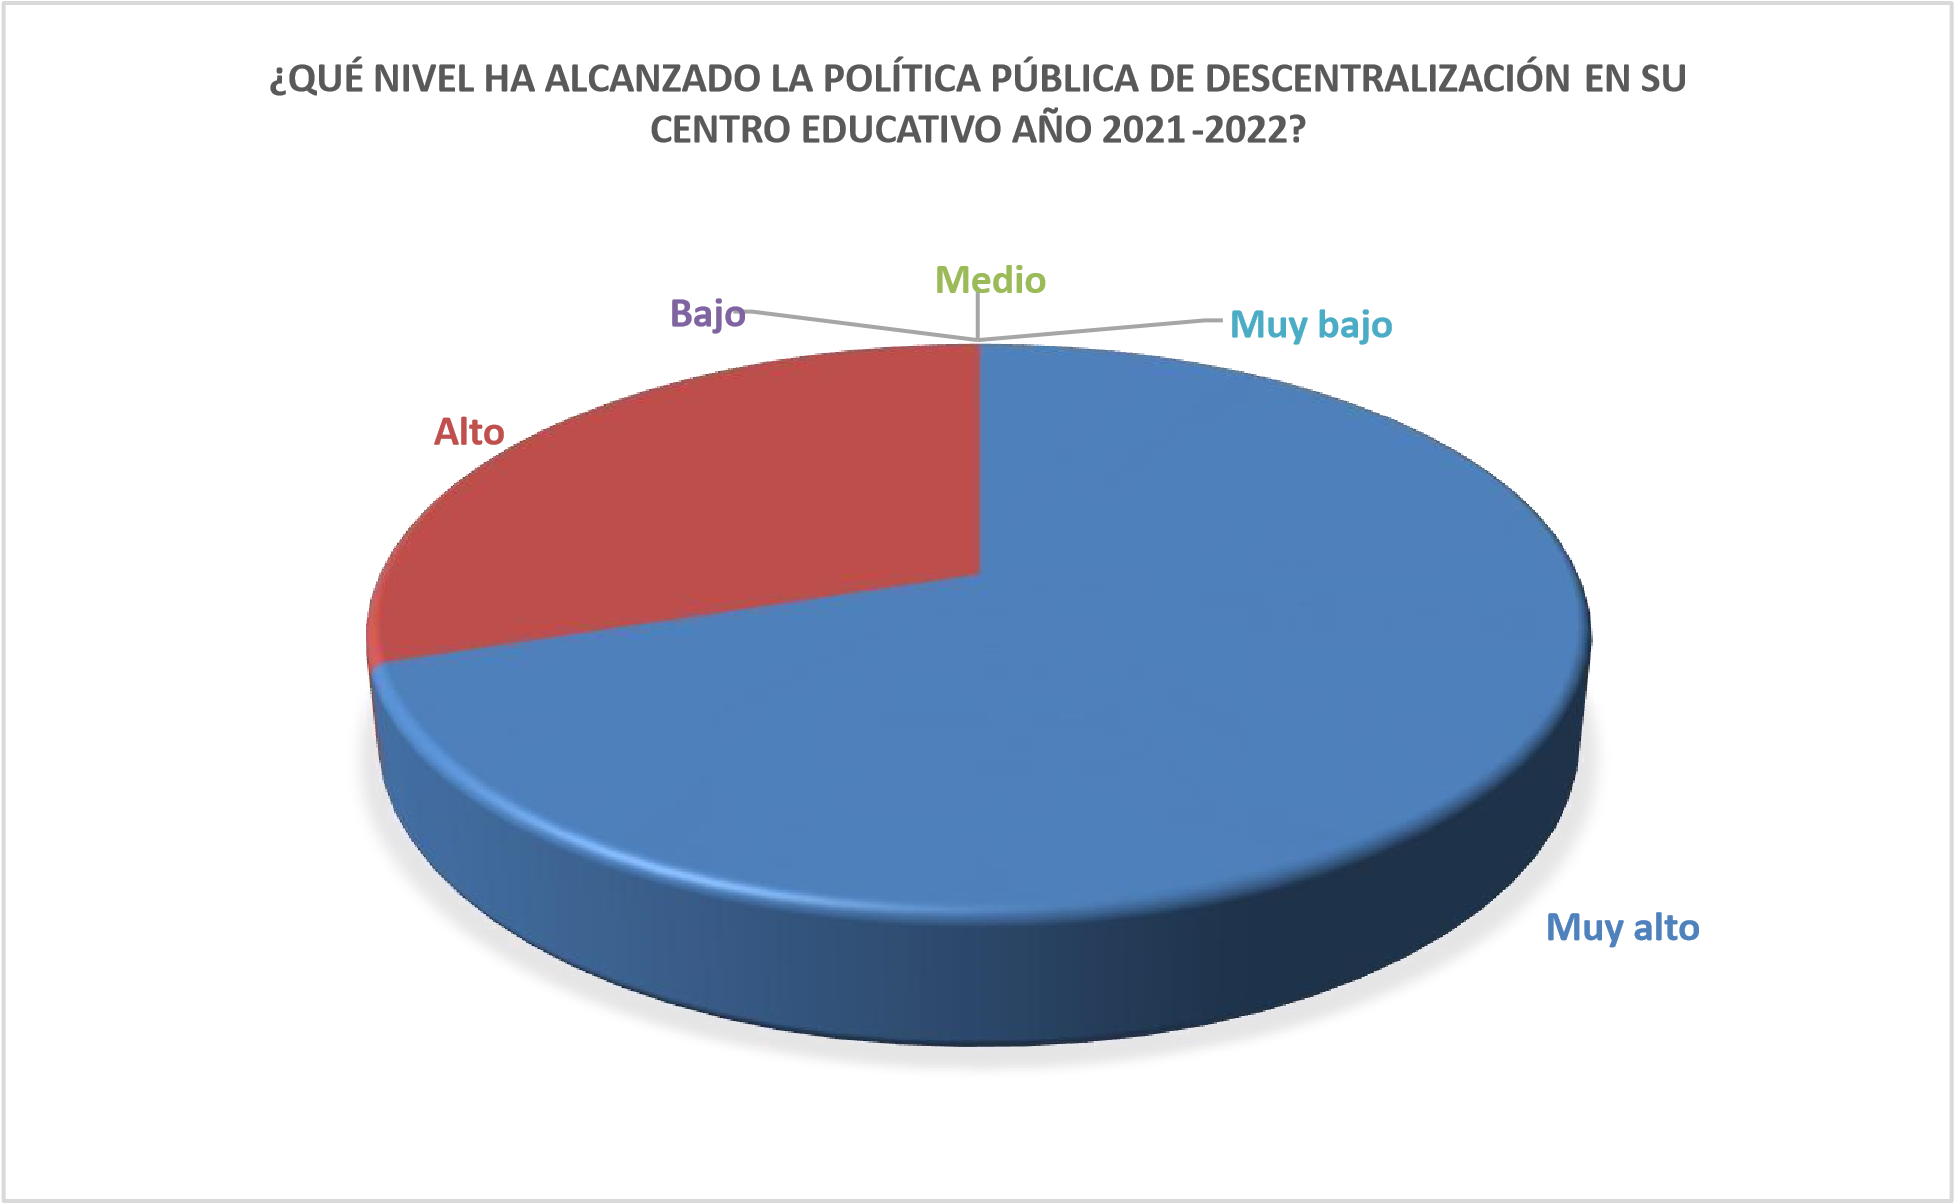 ¿QUÉ NIVEL HA ALCANZADO LA POLÍTICA PÚBLICA DE DESCENTRALIZACIÓN EN SU
CENTRO EDUCATIVO AÑO 2021-2022?
Medio
Bajo
Muy bajo
Alto
Muy alto